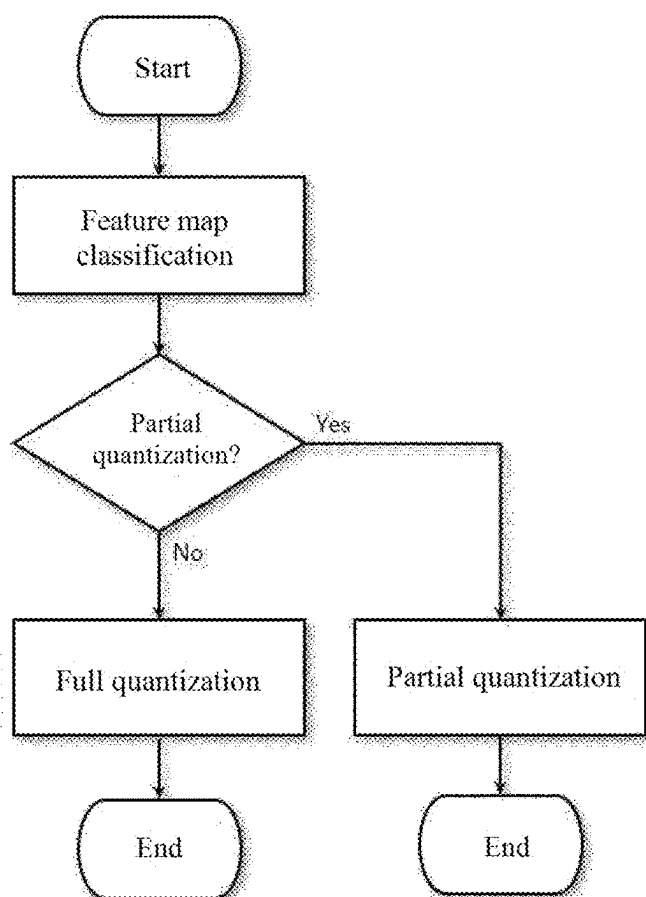 Start
Feature map
classification
Partial
quantization?
Yes
No
Full quantization
Partial quantization
End
End